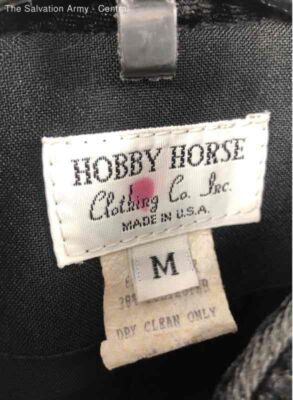 The Salvation Army - Central
HOBBY HORSE
Clothing Co. Inc.
MADE IN U.S.A.
M
DRY CLEAN ONLY